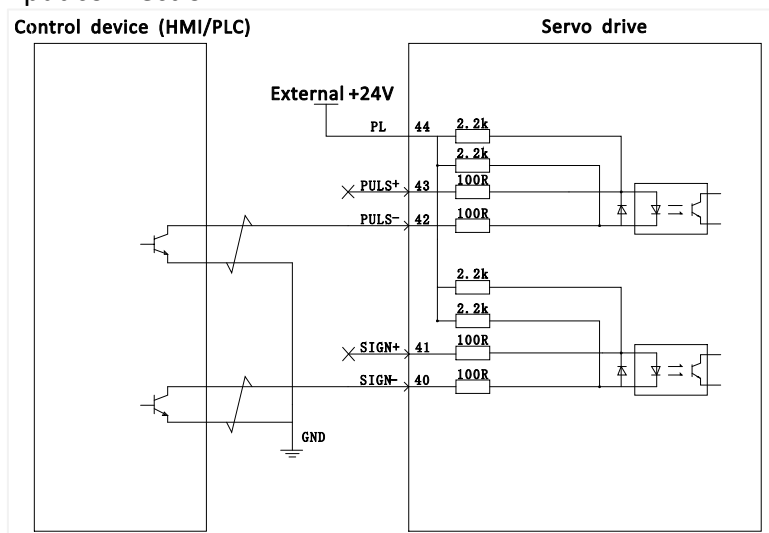 Control device (HMI/PLC)
Servo drive
External +24V
PL 44 2.2k
2.2k
PULS+ 43 100R
PULS- 42 100R
2.2k
2.2k
SIGN+ 41 100R
SIGN- 40 100R
GND